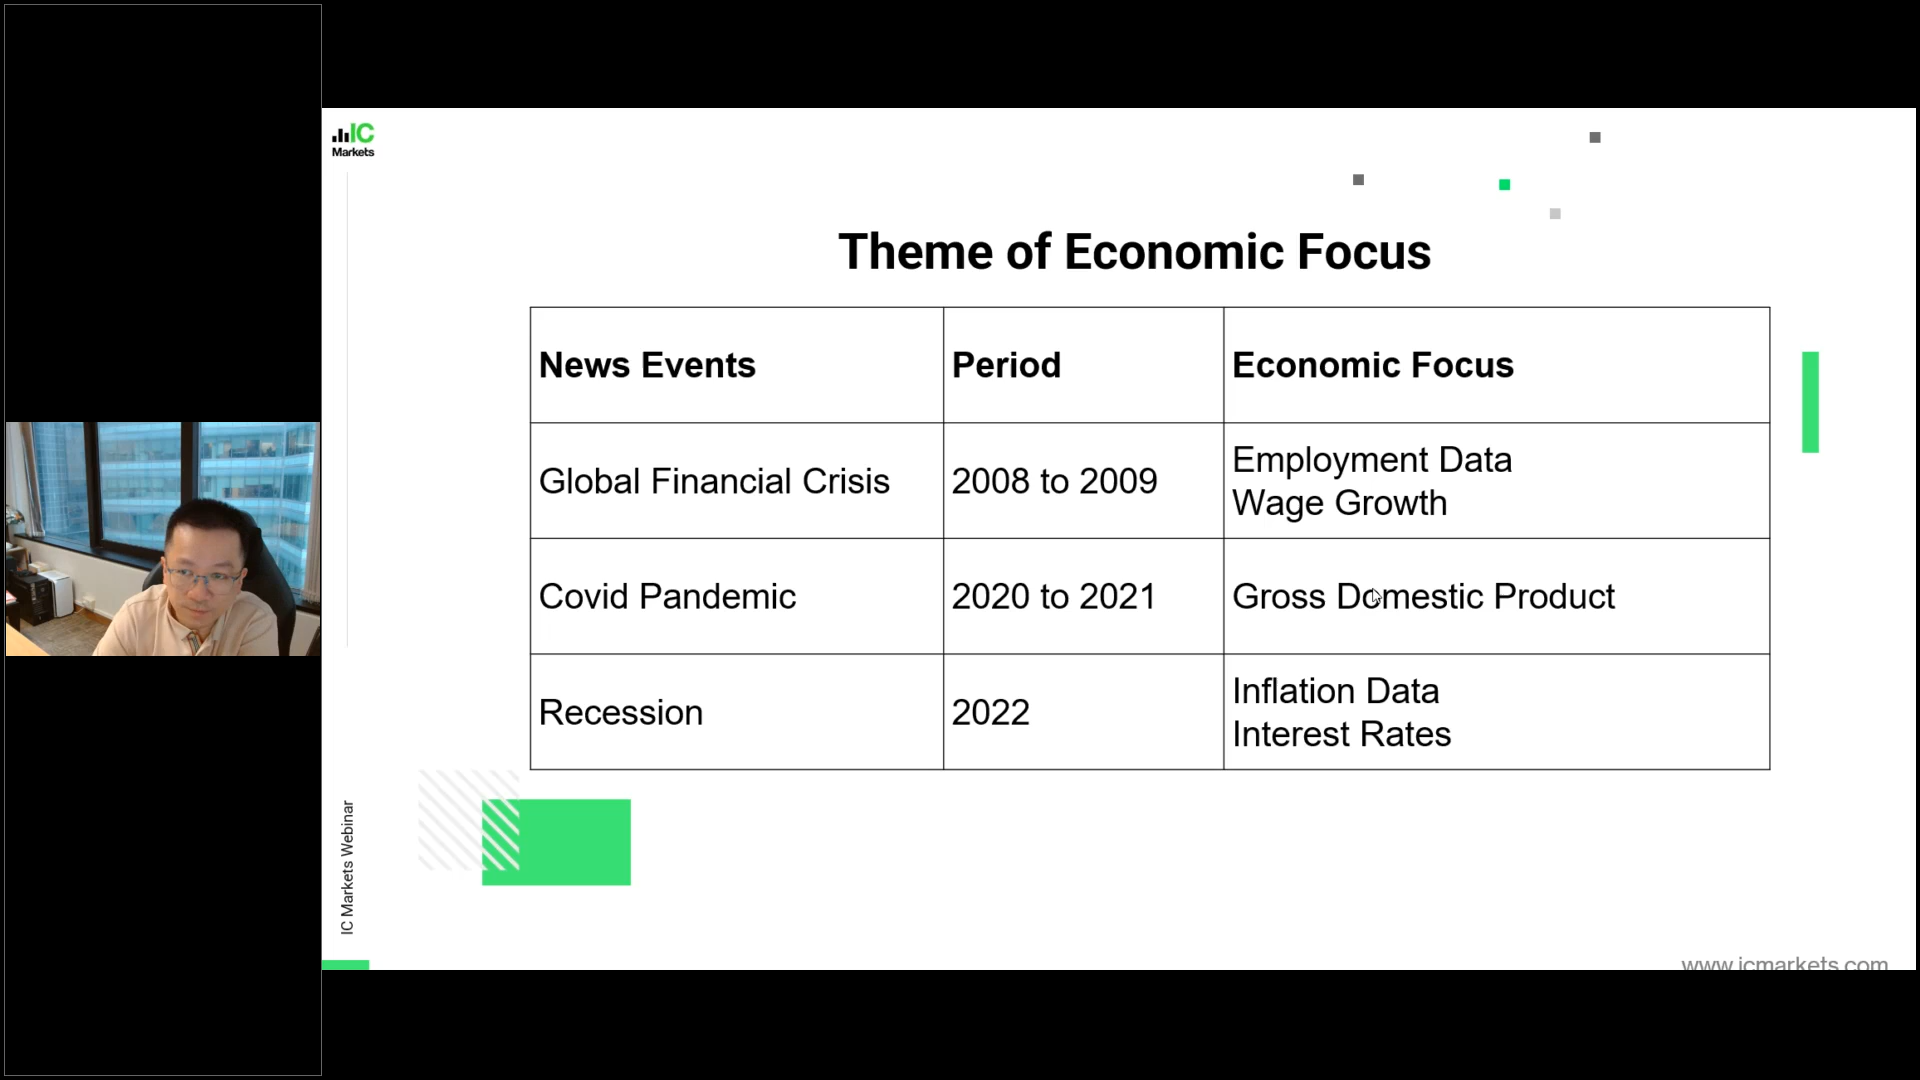 IC
Markets
Theme of Economic Focus
News Events
Period
Economic Focus
Global Financial Crisis
2008 to 2009
Employment Data
Wage Growth
Covid Pandemic
2020 to 2021
Gross Domestic Product
Recession
2022
Inflation Data
Interest Rates
IC Markets Webinar
www.icmarkets.com